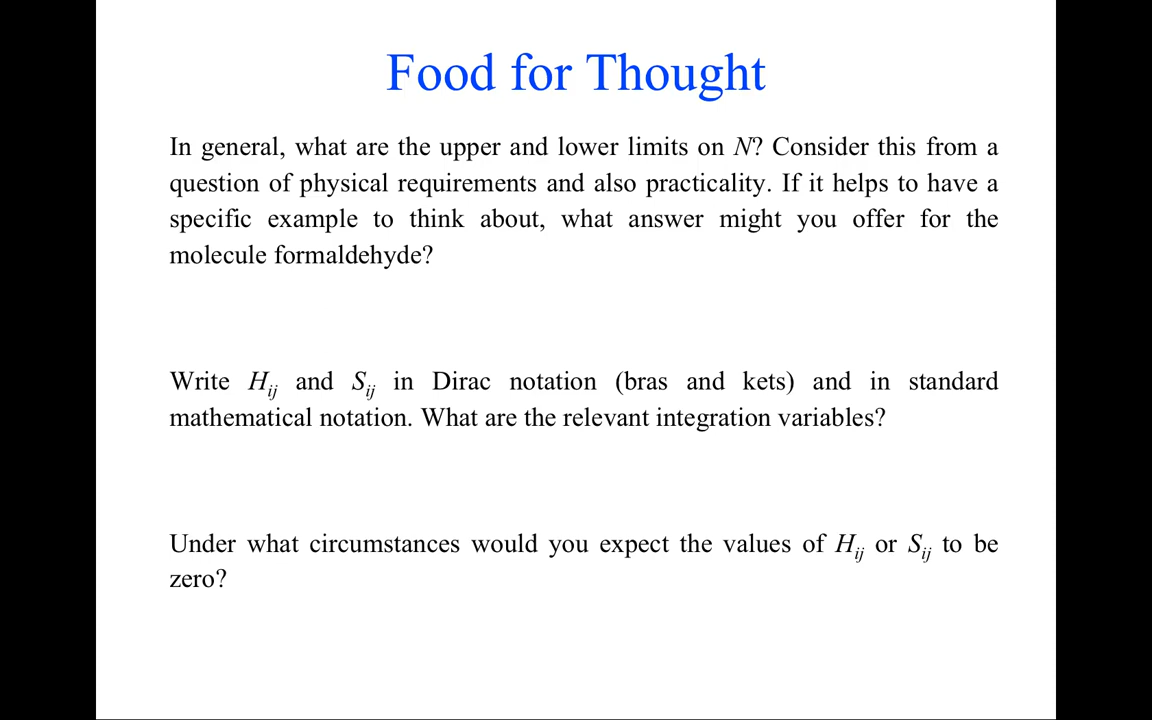 Food for Thought
In general, what are the upper and lower limits on N? Consider this from a
question of physical requirements and also practicality. If it helps to have a
specific example to think about, what answer might you offer for the
molecule formaldehyde?
Write Hij and Sij in Dirac notation (bras and kets) and in standard
mathematical notation. What are the relevant integration variables?
Under what circumstances would you expect the values of Hij or Sij to be
zero?